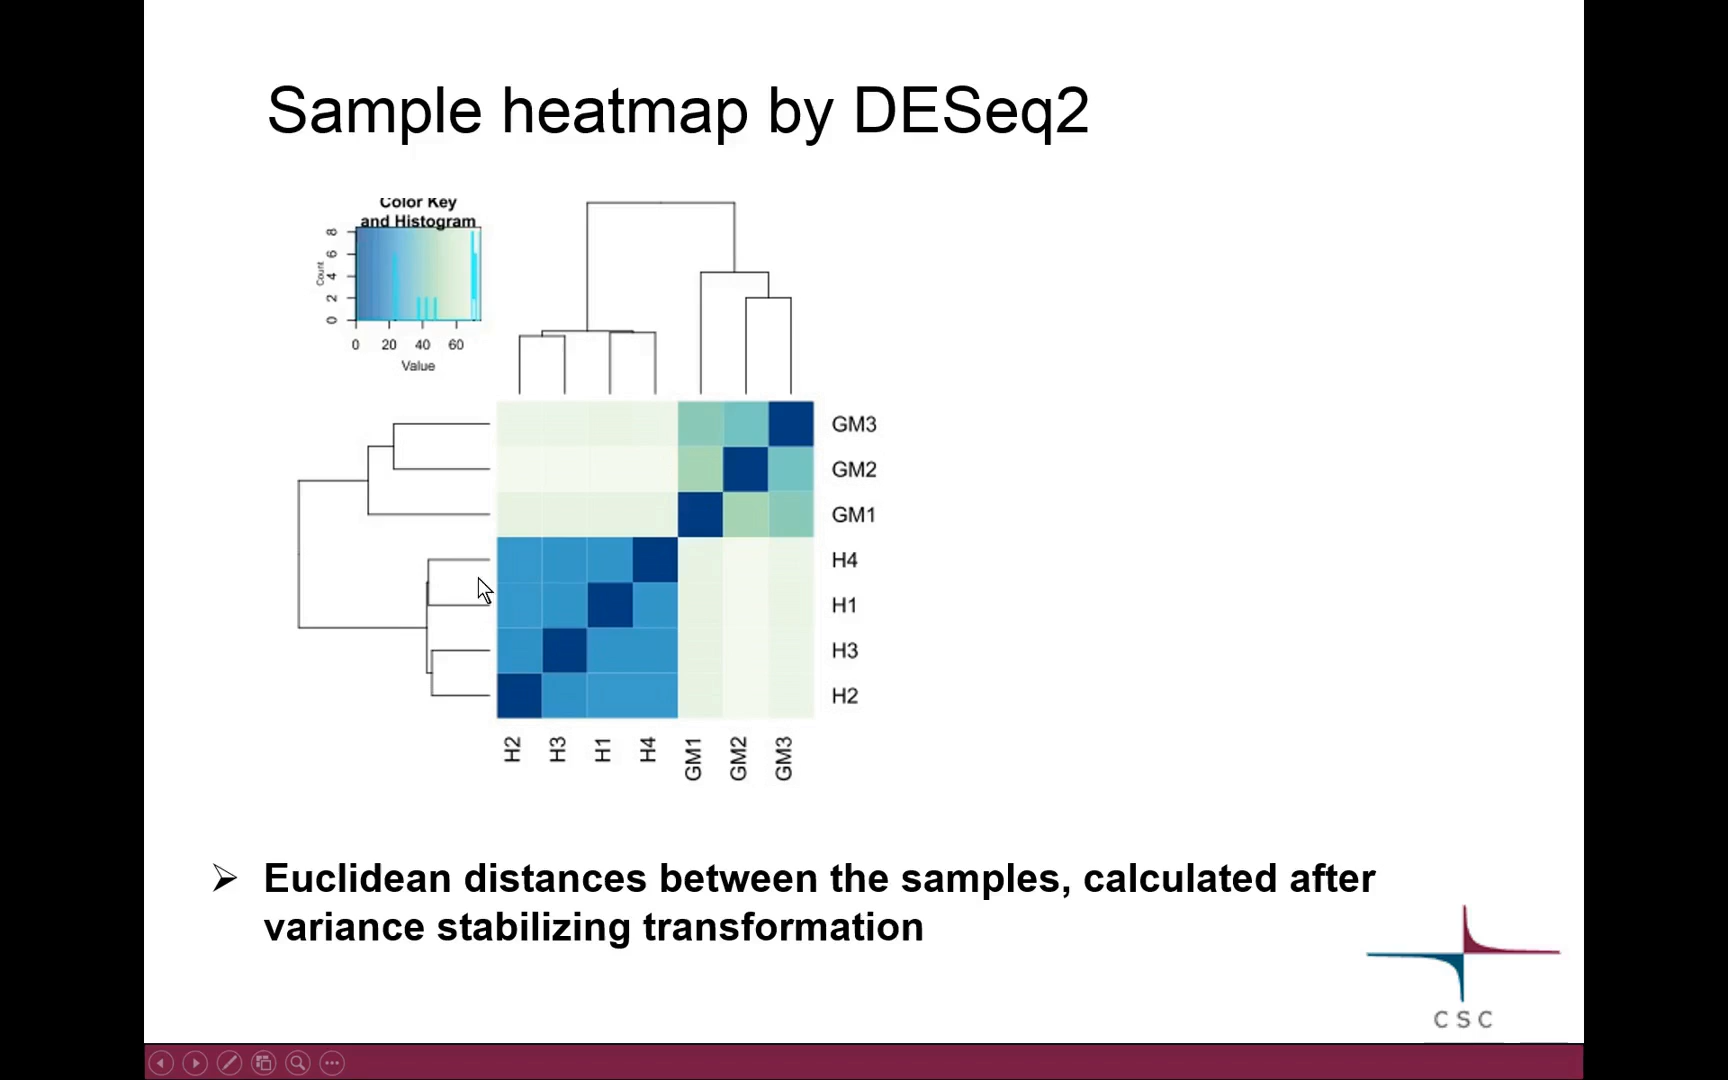 Sample heatmap by DESeq2
Color Key
and Histogram
Count
0 2 4 6 8
0 20 40 60
Value
GM3
GM2
GM1
H4
H1
H3
H2
H2 H3 H1 H4 GM1 GM2 GM3
➢ Euclidean distances between the samples, calculated after
variance stabilizing transformation
CSC